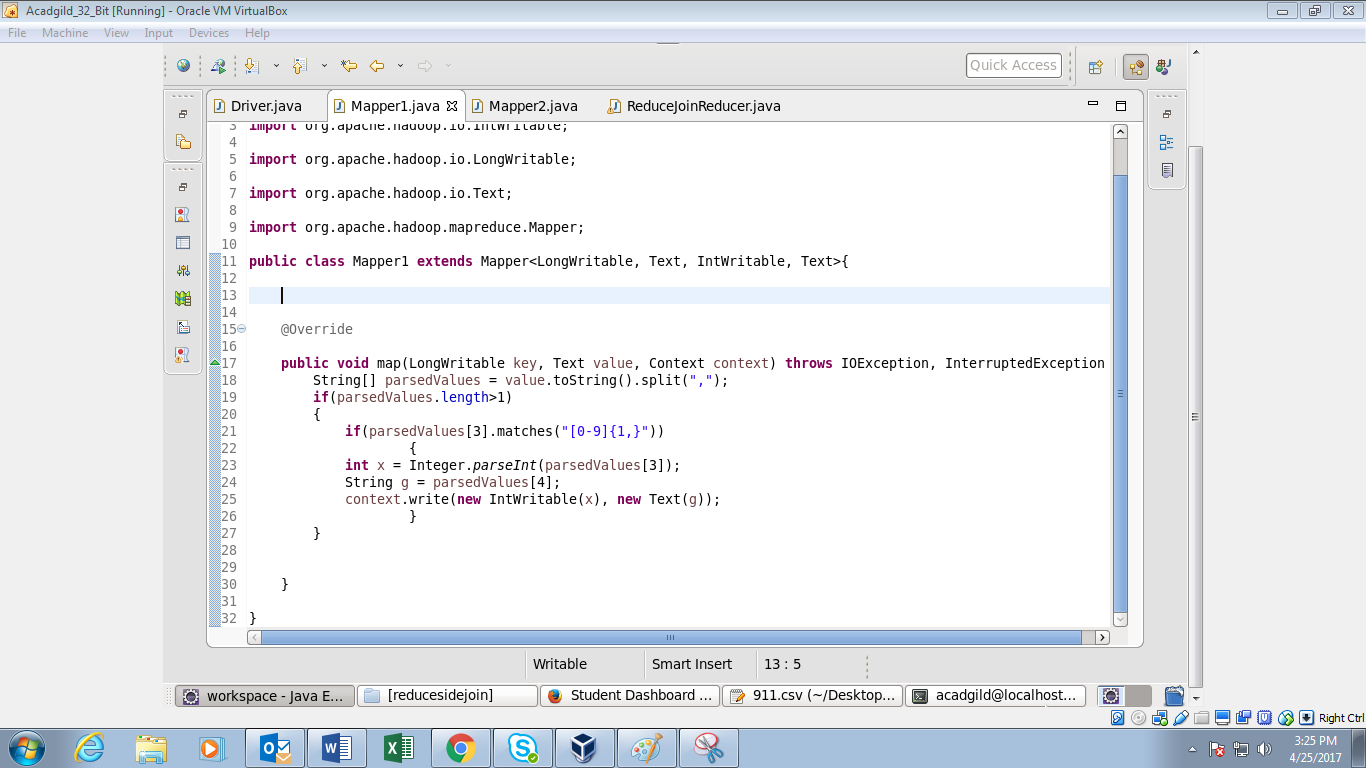 Acadgild_32_Bit [Running] - Oracle VM VirtualBox
File Machine View Input Devices Help
Quick Access
Driver.java Mapper1.java Mapper2.java ReduceJoinReducer.java
3 import org.apache.hadoop.io.IntWritable;
4
5 import org.apache.hadoop.io.LongWritable;
6
7 import org.apache.hadoop.io.Text;
8
9 import org.apache.hadoop.mapreduce.Mapper;
10
11 public class Mapper1 extends Mapper<LongWritable, Text, IntWritable, Text>{
12
13
14
15 @Override
16
17 public void map(LongWritable key, Text value, Context context) throws IOException, InterruptedException
18 String[] parsedValues = value.toString().split(",");
19 if(parsedValues.length>1)
20 {
21 if(parsedValues[3].matches("[0-9]{1,}"))
22 {
23 int x = Integer.parseInt(parsedValues[3]);
24 String g = parsedValues[4];
25 context.write(new IntWritable(x), new Text(g));
26 }
27 }
28
29
30 }
31
32 }
Writable Smart Insert 13 : 5
workspace - Java E... [reducesidejoin] Student Dashboard ... 911.csv (~/Desktop... acadgild@localhost...
Right Ctrl
3:25 PM
4/25/2017